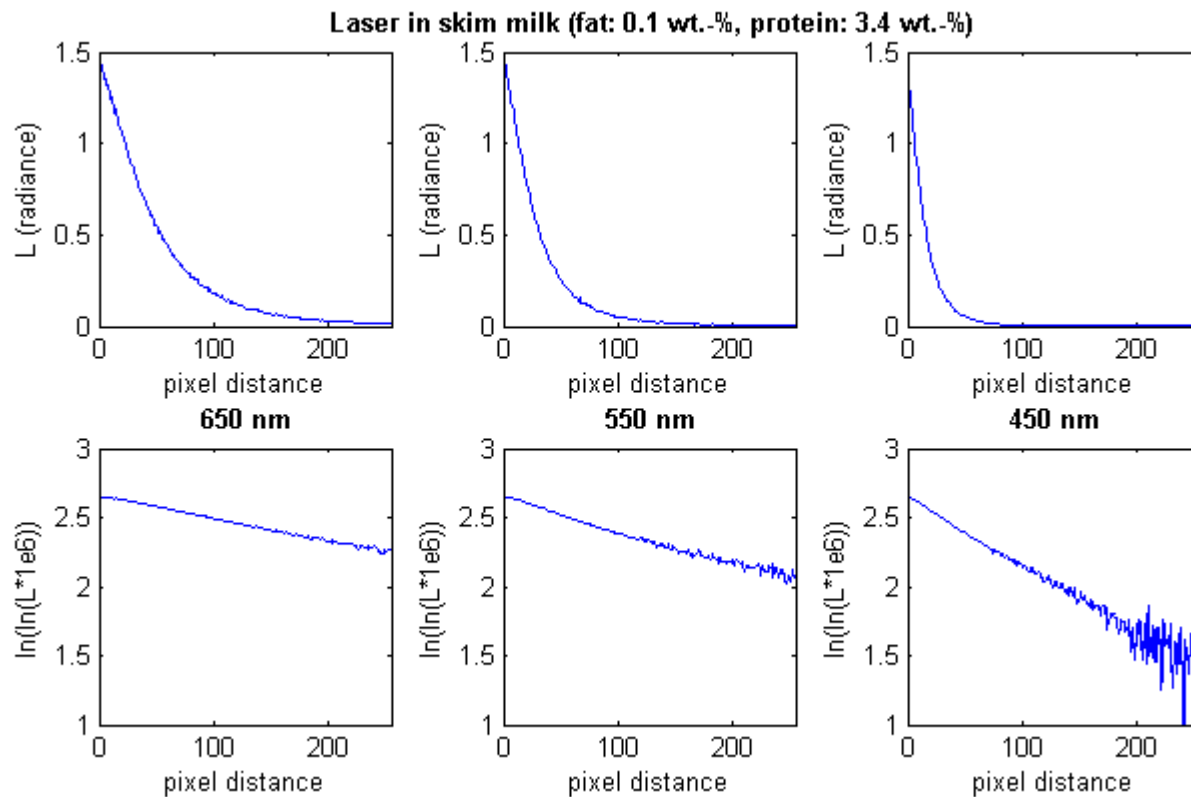 Laser in skim milk (fat: 0.1 wt.-%, protein: 3.4 wt.-%)
1.5 1.5 1.5
L (radiance) L (radiance) L (radiance)
1 1 1
0.5 0.5 0.5
0 0 0
0 100 200 0 100 200 0 100 200
pixel distance pixel distance pixel distance
650 nm 550 nm 450 nm
3 3 3
ln(ln(L*1e6)) ln(ln(L*1e6)) ln(ln(L*1e6))
2.5 2.5 2.5
2 2 2
1.5 1.5 1.5
1 1 1
0 100 200 0 100 200 0 100 200
pixel distance pixel distance pixel distance